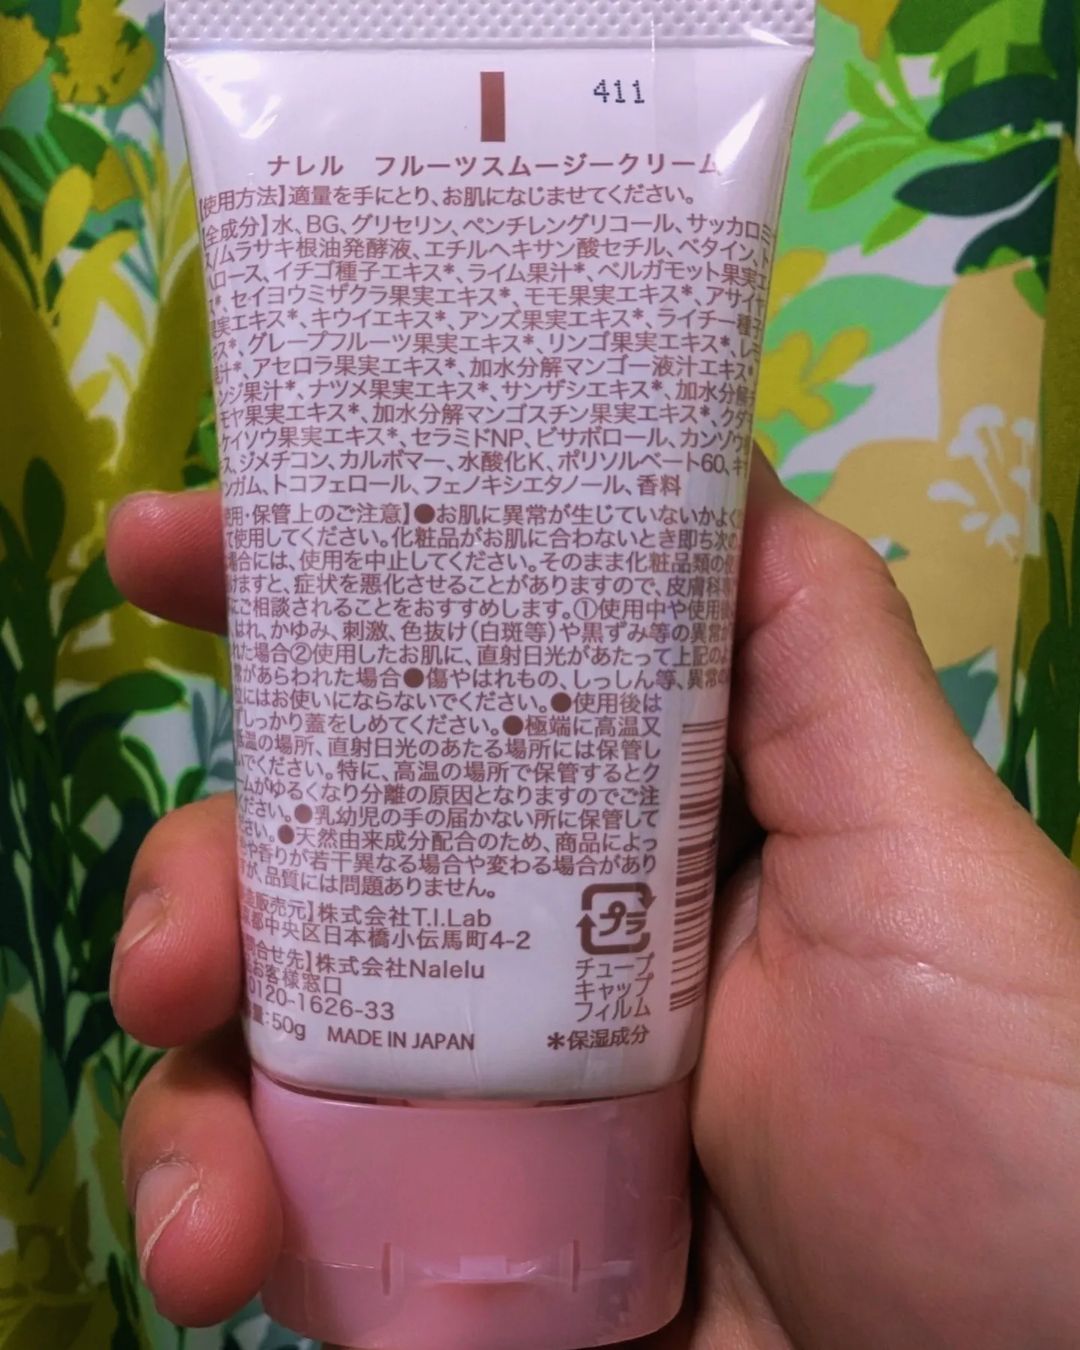 411
ナレル フルーツスムージークリーム
使用方法】適量を手にとり、お肌になじませてください。
全成分】水、BG、グリセリン、ペンチレングリコール、サッカロミ
ス/ムラサキ根油発酵液、エチルヘキサン酸セチル、ベタイン、ト
ハロース、イチゴ種子エキス*、ライム果汁*、ベルガモット果実エ
ス*、セイヨウミザクラ果実エキス*、モモ果実エキス*、アサイヤ
果実エキス*、キウイエキス*、アンズ果実エキス*、ライチー種子
ス*、グレープフルーツ果実エキス*、リンゴ果実エキス*、レモ
果汁*、アセロラ果実エキス*、加水分解マンゴー液汁エキス*
ンジ果汁*、ナツメ果実エキス*、サンザシエキス*、加水分解
モヤ果実エキス*、加水分解マンゴスチン果実エキス*、クダ
ケイソウ果実エキス*、セラミドNP、ビサボロール、カンゾウ
ス、ジメチコン、カルボマー、水酸化K、ポリソルベート60、キサ
ンガム、トコフェロール、フェノキシエタノール、香料
使用・保管上のご注意】●お肌に異常が生じていないかよく
て使用してください。化粧品がお肌に合わないとき即ち次の
場合には、使用を中止してください。そのまま化粧品類の使
けますと、症状を悪化させることがありますので、皮膚科専
にご相談されることをおすすめします。①使用中や使用後
はれ、かゆみ、刺激、色抜け(白斑等)や黒ずみ等の異常が
れた場合②使用したお肌に、直射日光があたって上記のよ
常があらわれた場合●傷やはれもの、しっしん等、異常の
位にはお使いにならないでください。●使用後は
ずしっかり蓋をしめてください。●極端に高温又
低温の場所、直射日光のあたる場所には保管し
いでください。特に、高温の場所で保管するとク
ームがゆるくなり分離の原因となりますのでご注
ください。●乳幼児の手の届かない所に保管して
さい。●天然由来成分配合のため、商品によっ
や香りが若干異なる場合や変わる場合があり
が、品質には問題ありません。
販売元】株式会社T.I.Lab
京都中央区日本橋小伝馬町4-2
問合せ先】株式会社Nalelu
お客様窓口
0120-1626-33
量：50g MADE IN JAPAN
プラ
チューブ
キャップ
フィルム
*保湿成分